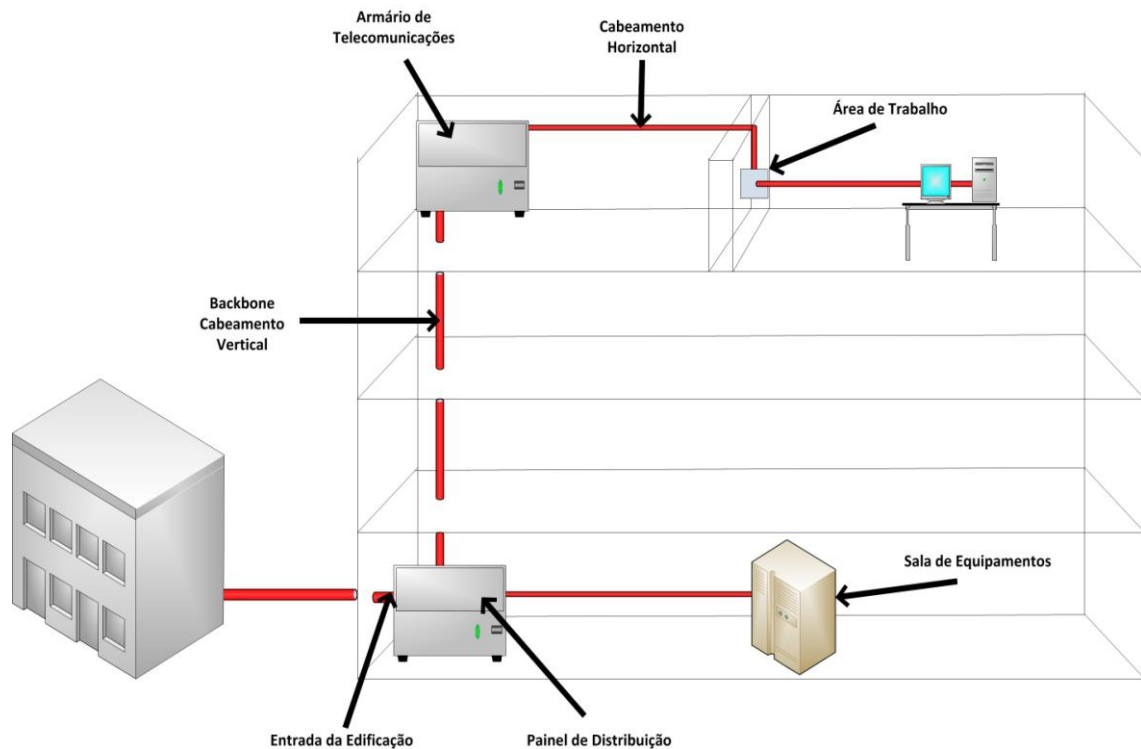 Armário de
Telecomunicações
Cabeamento
Horizontal
Área de Trabalho
Backbone
Cabeamento
Vertical
Sala de Equipamentos
Entrada da Edificação
Painel de Distribuição